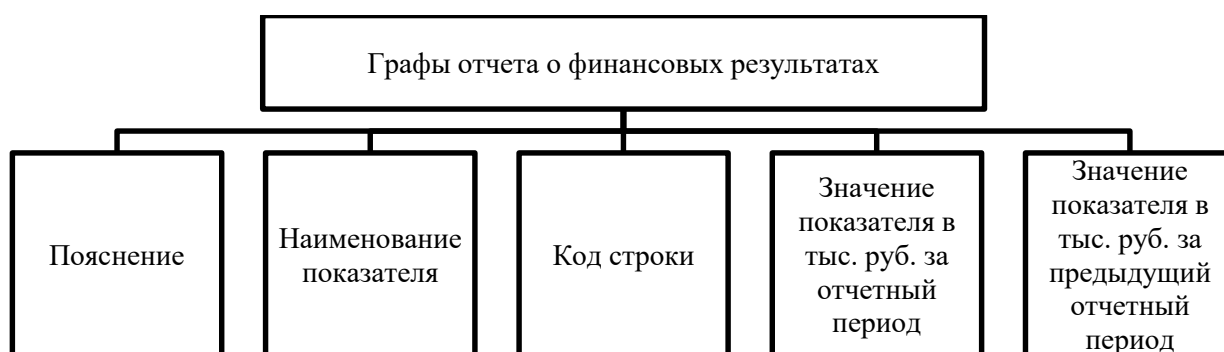 Графы отчета о финансовых результатах
Пояснение
Наименование
показателя
Код строки
Значение
показателя в
тыс. руб. за
отчетный
период
Значение
показателя в
тыс. руб. за
предыдущий
отчетный
период